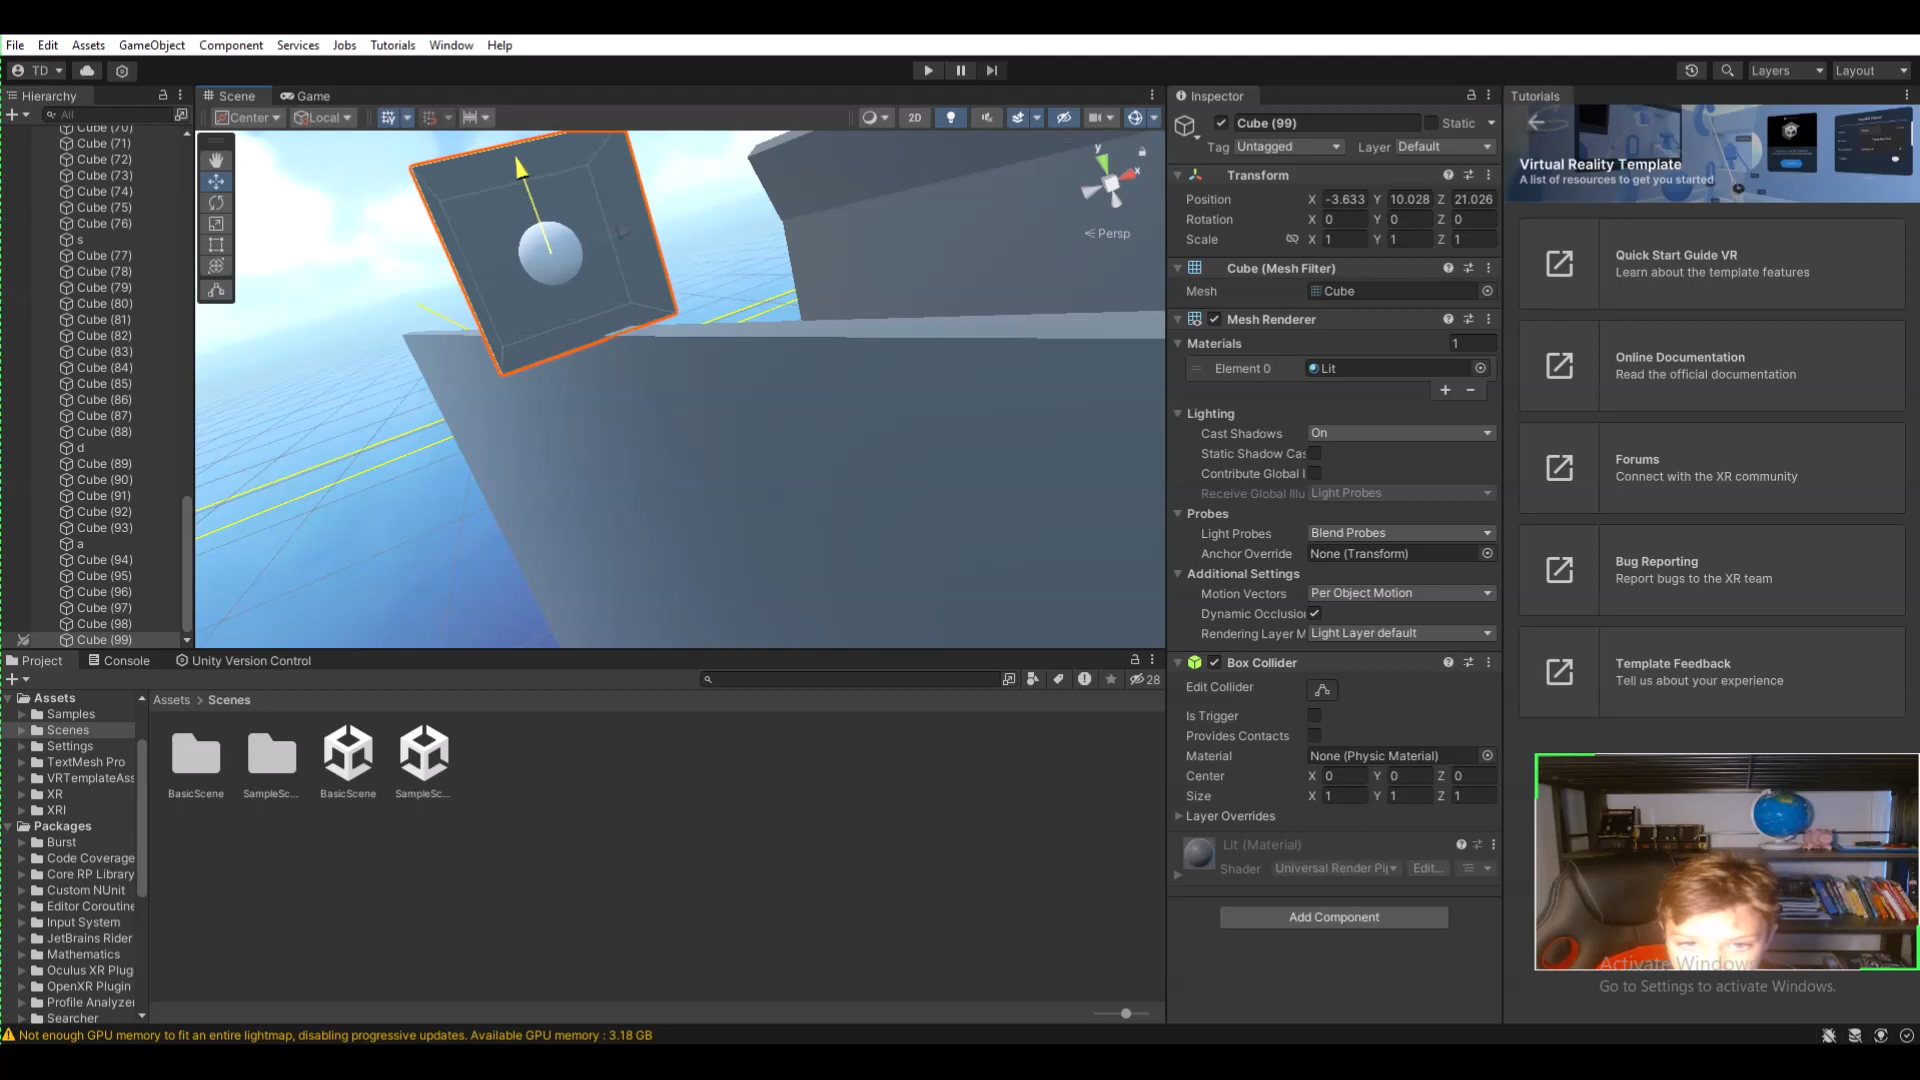 File Edit Assets GameObject Component Services Jobs Tutorials Window Help
TD Layers Layout
Hierarchy
All
Cube (70)
Cube (71)
Cube (72)
Cube (73)
Cube (74)
Cube (75)
Cube (76)
s
Cube (77)
Cube (78)
Cube (79)
Cube (80)
Cube (81)
Cube (82)
Cube (83)
Cube (84)
Cube (85)
Cube (86)
Cube (87)
Cube (88)
d
Cube (89)
Cube (90)
Cube (91)
Cube (92)
Cube (93)
a
Cube (94)
Cube (95)
Cube (96)
Cube (97)
Cube (98)
Cube (99)
Scene Game
Center Local 2D
y
x
Persp
Inspector
Cube (99) Static
Tag Untagged Layer Default
Transform
Position X -3.633 Y 10.028 Z 21.026
Rotation X 0 Y 0 Z 0
Scale X 1 Y 1 Z 1
Cube (Mesh Filter)
Mesh Cube
Mesh Renderer
Materials 1
Element 0 Lit
Lighting
Cast Shadows On
Static Shadow Cas
Contribute Global I
Receive Global Illu Light Probes
Probes
Light Probes Blend Probes
Anchor Override None (Transform)
Additional Settings
Motion Vectors Per Object Motion
Dynamic Occlusion
Rendering Layer M Light Layer default
Box Collider
Edit Collider
Is Trigger
Provides Contacts
Material None (Physic Material)
Center X 0 Y 0 Z 0
Size X 1 Y 1 Z 1
Layer Overrides
Lit (Material)
Shader Universal Render Pi Edit...
Add Component
Tutorials
Virtual Reality Template
A list of resources to get you started
Quick Start Guide VR
Learn about the template features
Online Documentation
Read the official documentation
Forums
Connect with the XR community
Bug Reporting
Report bugs to the XR team
Template Feedback
Tell us about your experience
Activate Windows
Go to Settings to activate Windows.
Project Console Unity Version Control
28
Assets
Samples
Scenes
Settings
TextMesh Pro
VRTemplateAss
XR
XRI
Packages
Burst
Code Coverage
Core RP Library
Custom NUnit
Editor Coroutine
Input System
JetBrains Rider
Mathematics
Oculus XR Plug
OpenXR Plugin
Profile Analyzer
Searcher
Assets > Scenes
BasicScene SampleSc... BasicScene SampleSc...
Not enough GPU memory to fit an entire lightmap, disabling progressive updates. Available GPU memory : 3.18 GB